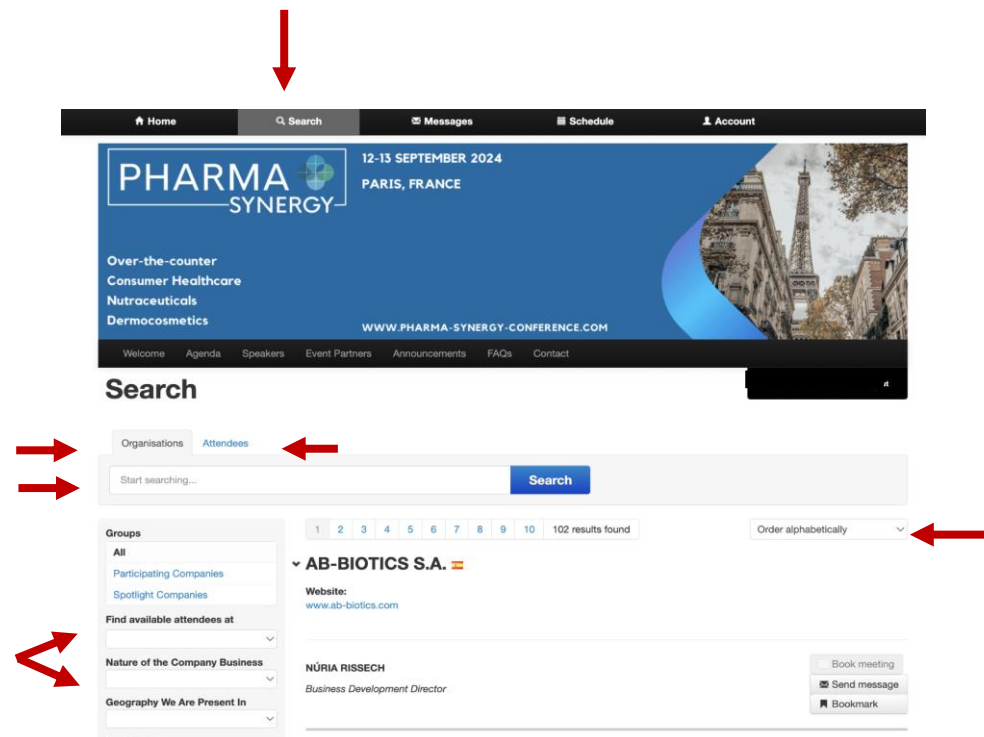 Home Search Messages Schedule Account
PHARMA
SYNERGY
12-13 SEPTEMBER 2024
PARIS, FRANCE
Over-the-counter
Consumer Healthcare
Nutraceuticals
Dermocosmetics
WWW.PHARMA-SYNERGY-CONFERENCE.COM
Welcome Agenda Speakers Event Partners Announcements FAQs Contact
Search
Organisations Attendees
Start searching... Search
1 2 3 4 5 6 7 8 9 10 102 results found
Order alphabetically
Groups
All
Participating Companies
Spotlight Companies
Find available attendees at
Nature of the Company Business
Geography We Are Present In
AB-BIOTICS S.A.
Website:
www.ab-biotics.com
NÚRIA RISSECH
Business Development Director
Book meeting
Send message
Bookmark